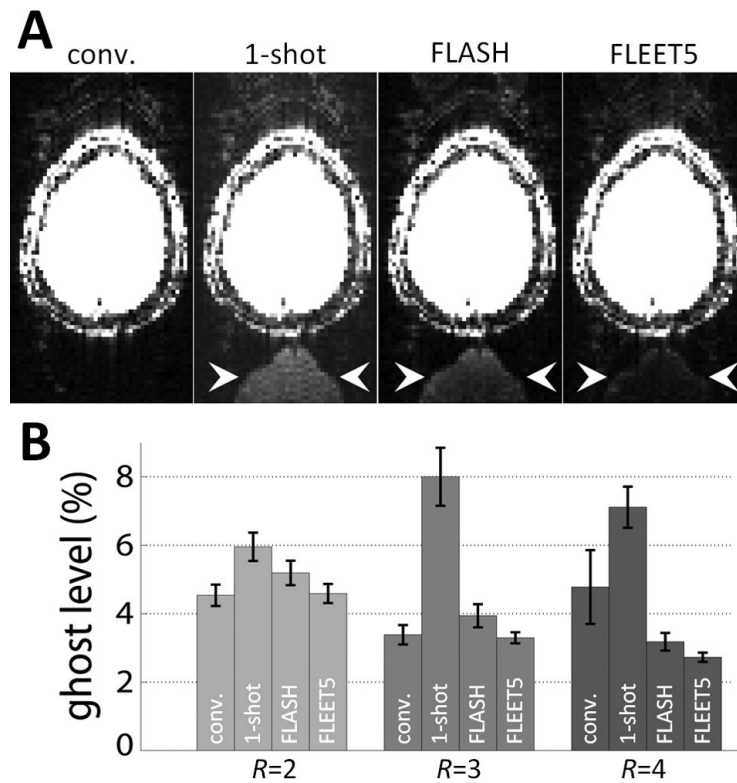 A
conv. 1-shot FLASH FLEET5
B
ghost level (%)
8
6
4
2
0
conv. 1-shot FLASH FLEET5 conv. 1-shot FLASH FLEET5 conv. 1-shot FLASH FLEET5
R=2 R=3 R=4